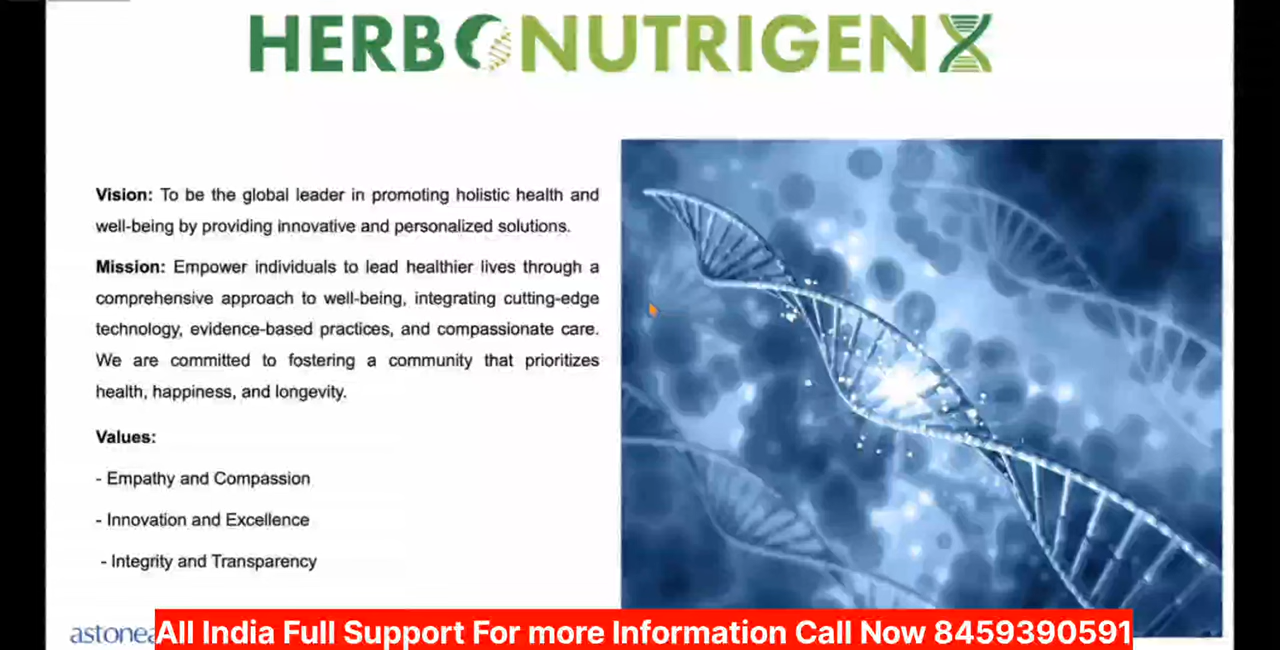 HERBONUTRIGENX
Vision: To be the global leader in promoting holistic health and
well-being by providing innovative and personalized solutions.
Mission: Empower individuals to lead healthier lives through a
comprehensive approach to well-being, integrating cutting-edge
technology, evidence-based practices, and compassionate care.
We are committed to fostering a community that prioritizes
health, happiness, and longevity.
Values:
- Empathy and Compassion
- Innovation and Excellence
- Integrity and Transparency
All India Full Support For more Information Call Now 8459390591